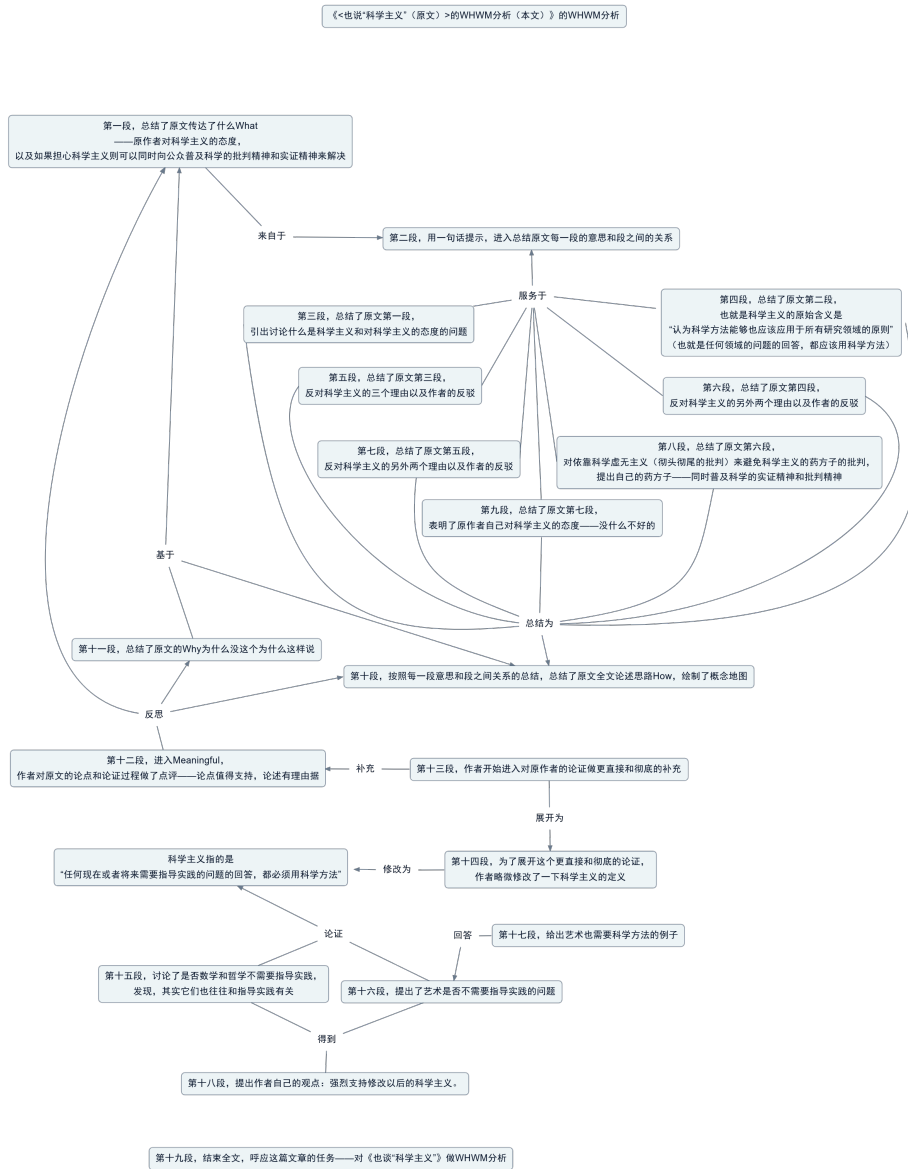 《<也说“科学主义”（原文）>的WHWM分析（本文）》的WHWM分析
第一段，总结了原文传达了什么What
——原作者对科学主义的态度，
以及如果担心科学主义则可以同时向公众普及科学的批判精神和实证精神来解决
来自于
第二段，用一句话提示，进入总结原文每一段的意思和段之间的关系
服务于
第三段，总结了原文第一段，
引出讨论什么是科学主义和对科学主义的态度的问题
第四段，总结了原文第二段，
也就是科学主义的原始含义是
“认为科学方法能够也应该应用于所有研究领域的原则”
（也就是任何领域的问题的回答，都应该用科学方法）
第五段，总结了原文第三段，
反对科学主义的三个理由以及作者的反驳
第六段，总结了原文第四段，
反对科学主义的另外两个理由以及作者的反驳
第七段，总结了原文第五段，
反对科学主义的另外两个理由以及作者的反驳
第八段，总结了原文第六段，
对依靠科学虚无主义（彻头彻尾的批判）来避免科学主义的药方子的批判，
提出自己的药方子——同时普及科学的实证精神和批判精神
第九段，总结了原文第七段，
表明了原作者自己对科学主义的态度——没什么不好的
基于
总结为
第十一段，总结了原文的Why为什么没这个为什么这样说
第十段，按照每一段意思和段之间关系的总结，总结了原文全文论述思路How，绘制了概念地图
反思
第十二段，进入Meaningful，
作者对原文的论点和论证过程做了点评——论点值得支持，论述有理由据
补充
第十三段，作者开始进入对原作者的论证做更直接和彻底的补充
展开为
科学主义指的是
“任何现在或者将来需要指导实践的问题的回答，都必须用科学方法”
修改为
第十四段，为了展开这个更直接和彻底的论证，
作者略微修改了一下科学主义的定义
论证
回答
第十七段，给出艺术也需要科学方法的例子
第十五段，讨论了是否数学和哲学不需要指导实践，
发现，其实它们也往往和指导实践有关
第十六段，提出了艺术是否不需要指导实践的问题
得到
第十八段，提出作者自己的观点：强烈支持修改以后的科学主义。
第十九段，结束全文，呼应这篇文章的任务——对《也谈“科学主义”》做WHWM分析